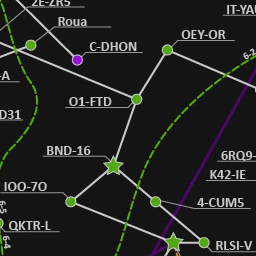 2E-ZR5
IT-YAU
Roua
OEY-OR
C-DHON
6-2
-A
O1-FTD
D31
BND-16
6RQ9-
K42-IE
IOO-7O
4-CUM5
6-5
QKTR-L
6-4
RLSI-V